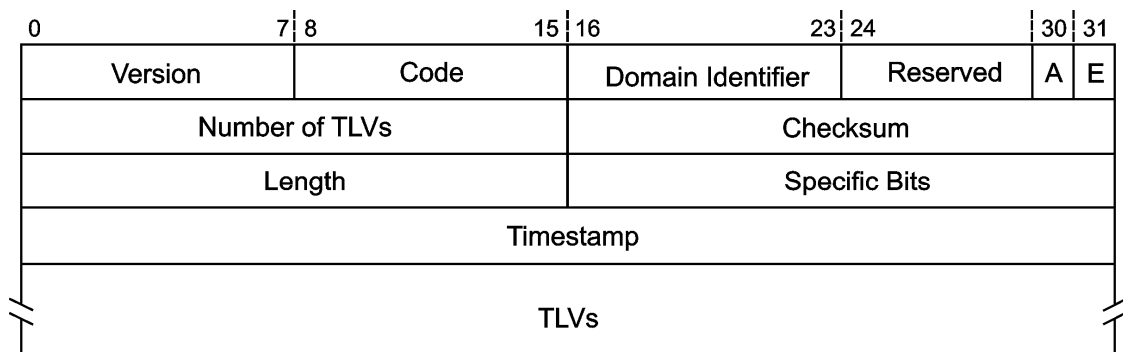 0 7 8 15 16 23 24 30 31
Version Code Domain Identifier Reserved A E
Number of TLVs Checksum
Length Specific Bits
Timestamp
TLVs